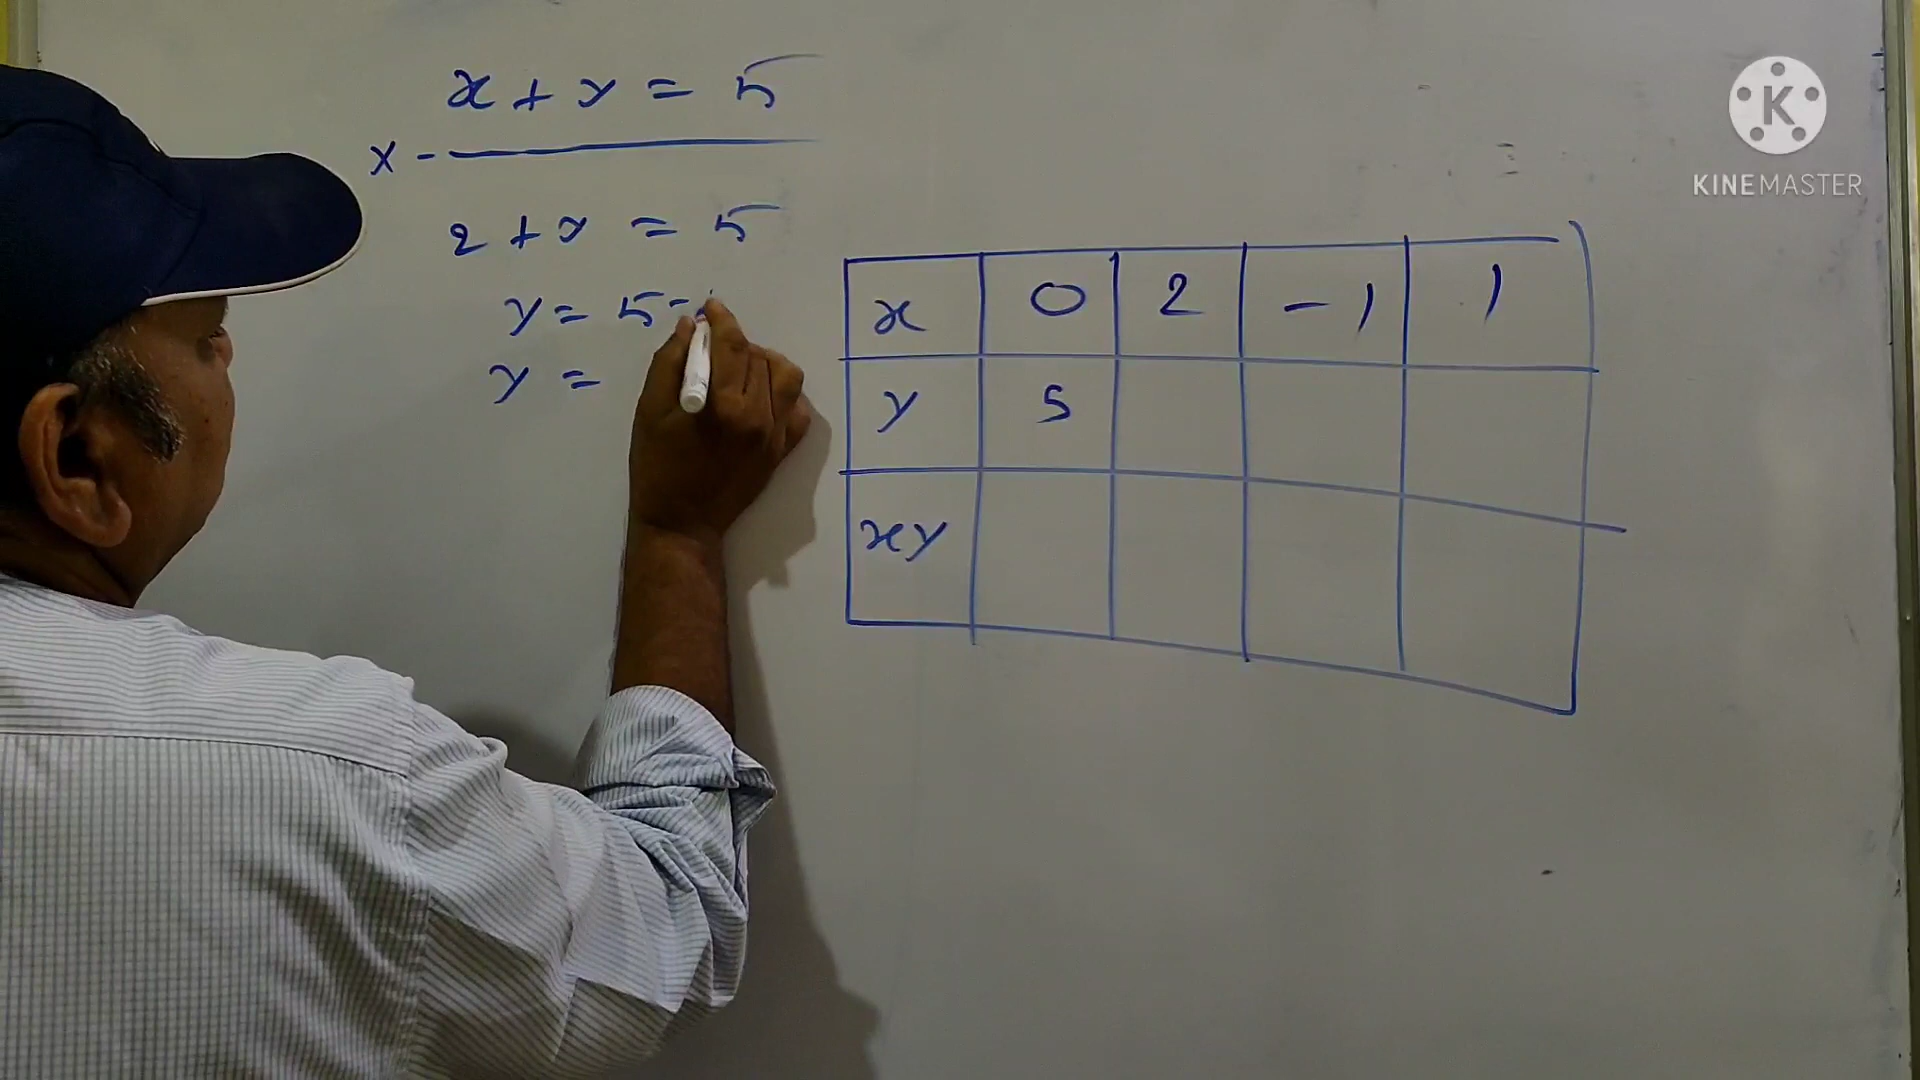 x + y = 5
x -
2 + y = 5
y = 5 -
y =
x 0 2 -1 1
y 5
xy
K
KINEMASTER